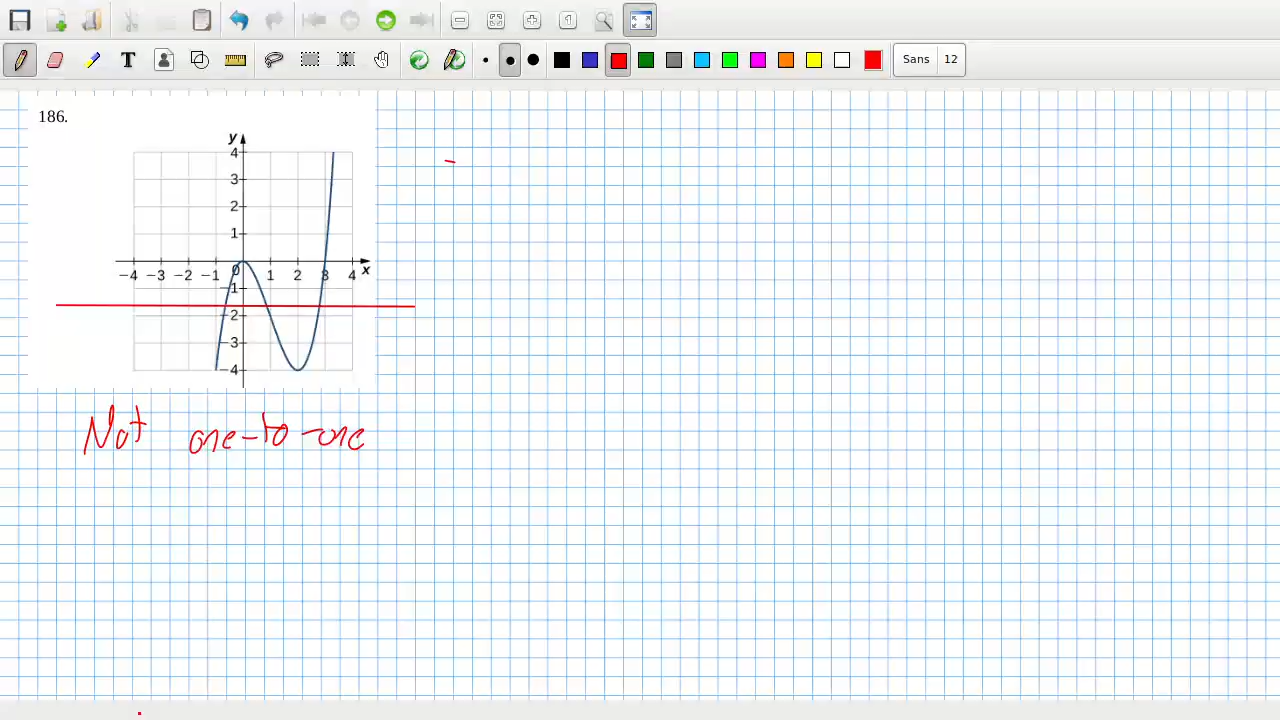 Sans 12
186.
y
4
3
2
1
−4 −3 −2 −1 0 1 2 3 4 x
−1
−2
−3
−4
Not one-to-one